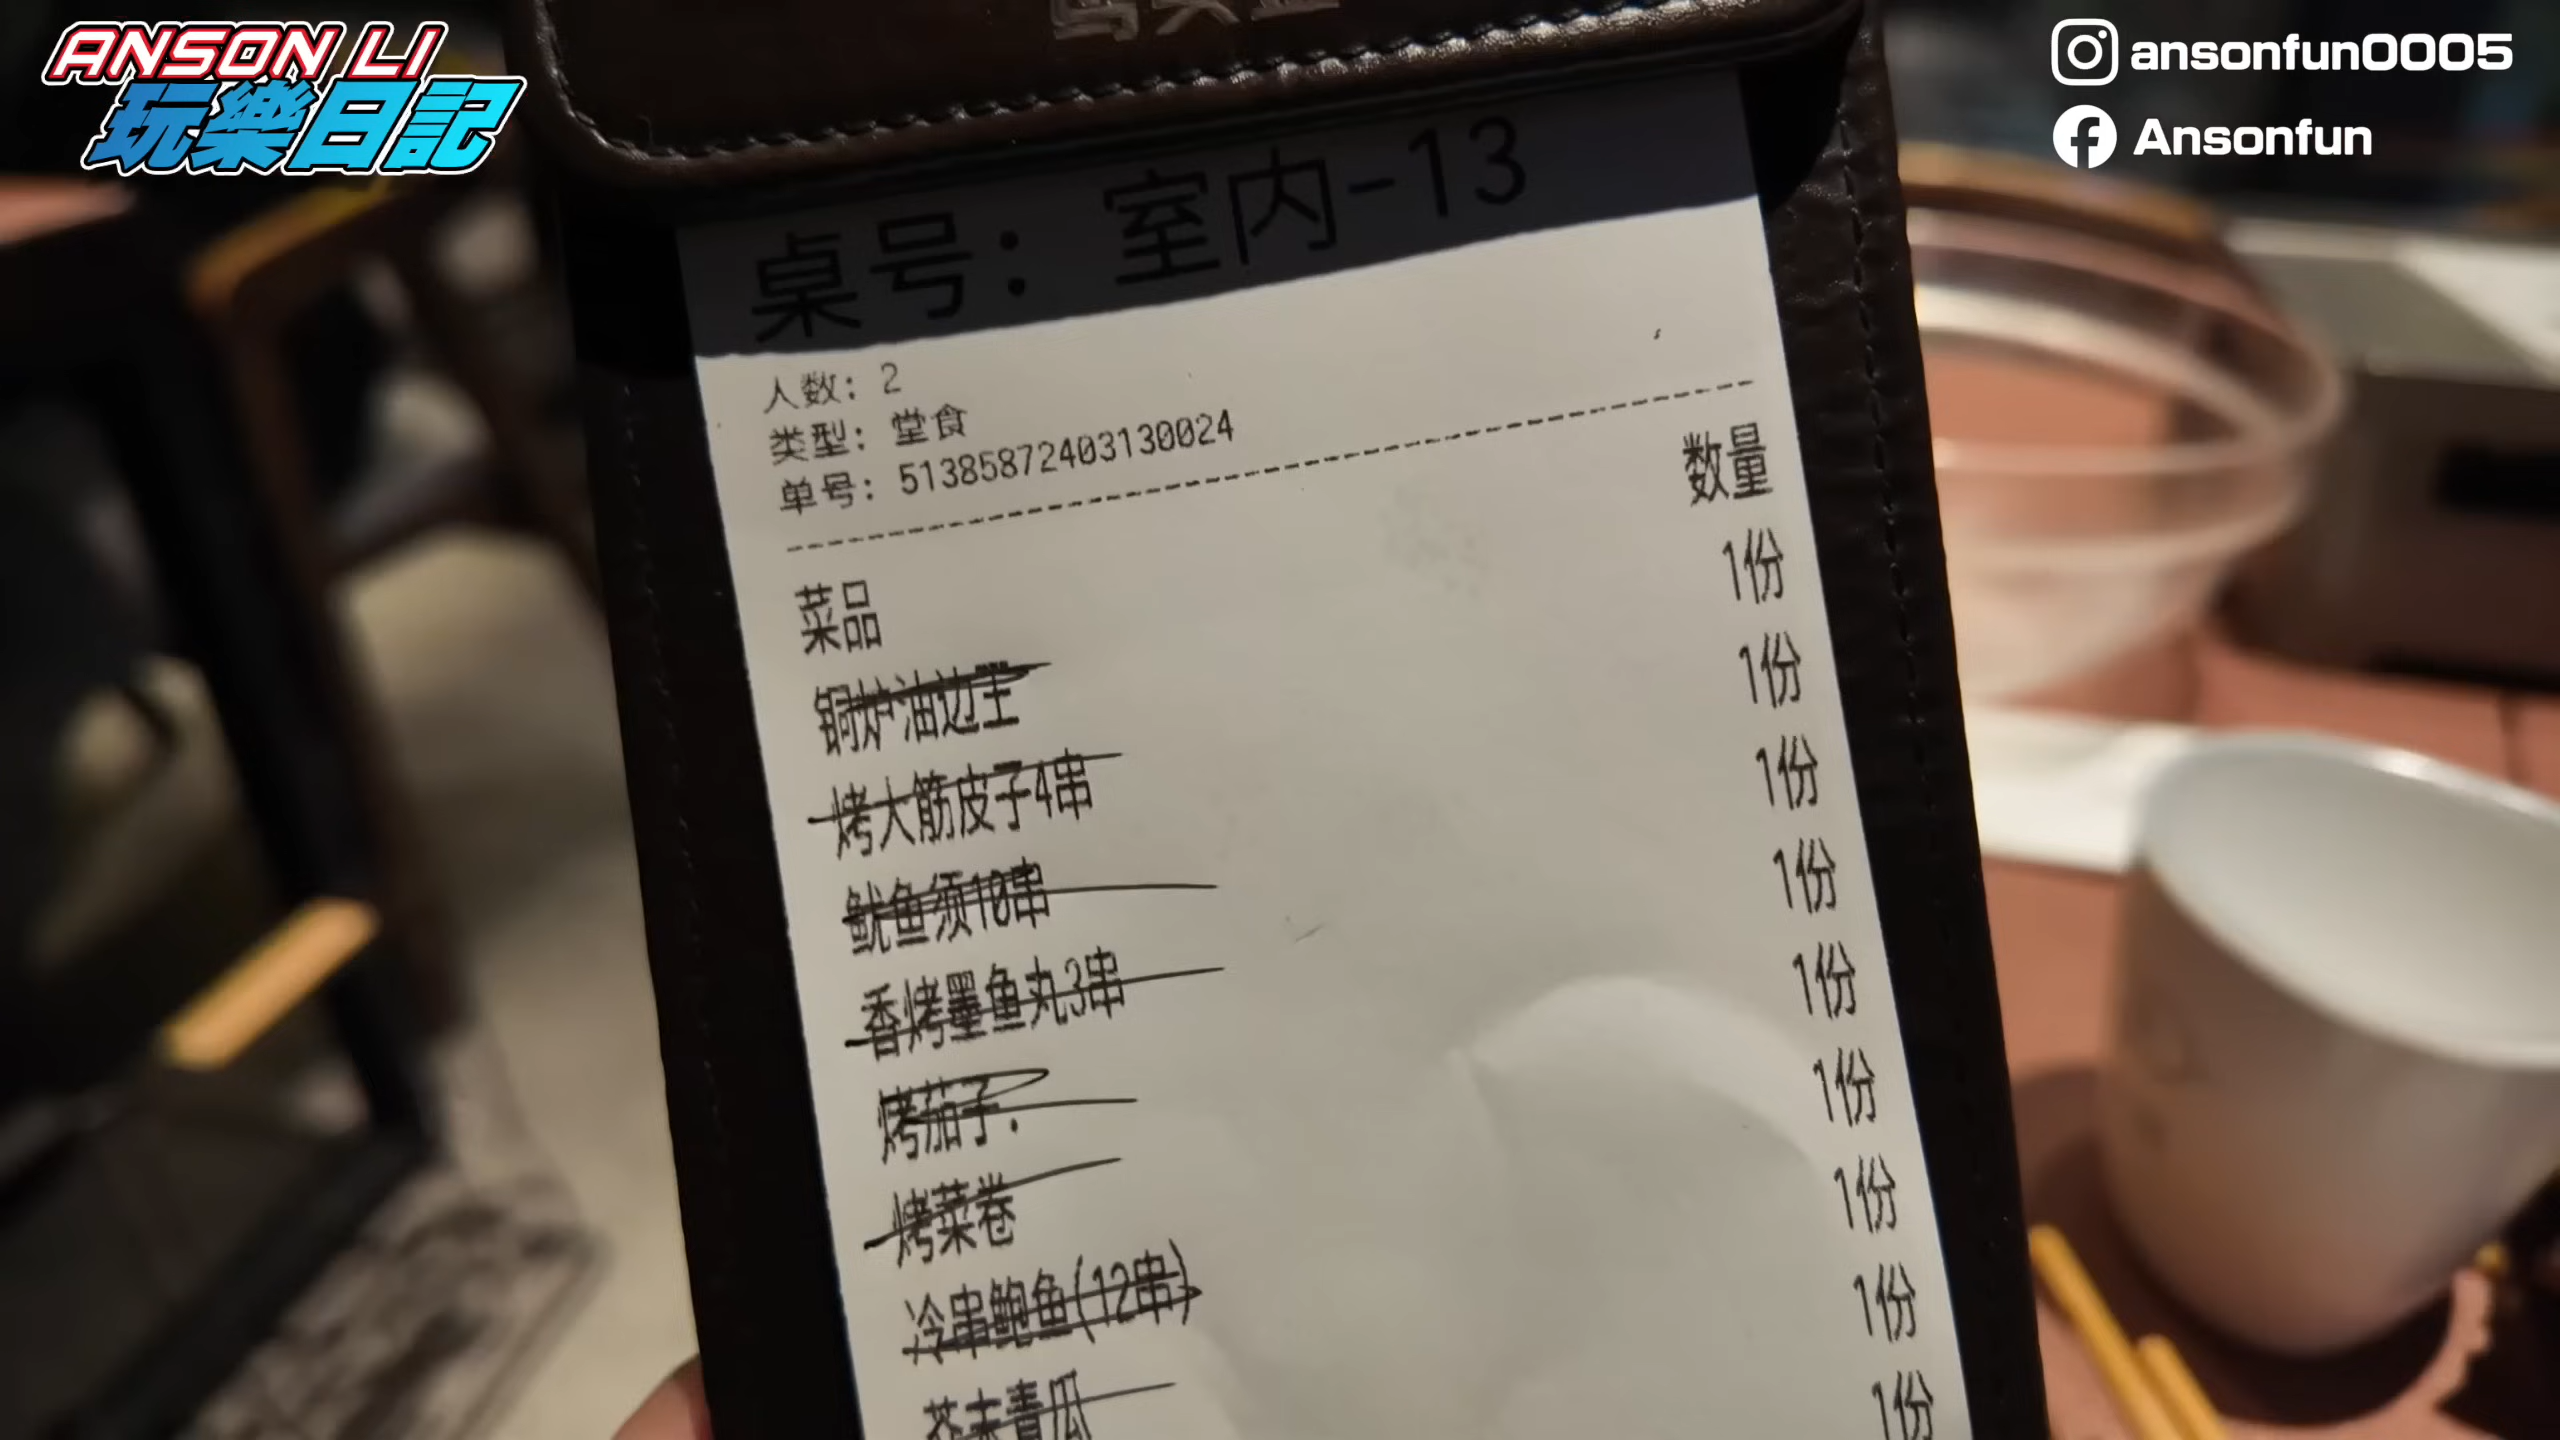 ANSON LI
玩樂日記
ansonfun0005
Ansonfun
桌号：室内-13
人数：2
类型：堂食
单号：51385872403130024
菜品 数量
铜炉油边王 1份
烤大筋皮子4串 1份
鱿鱼须10串 1份
香烤墨鱼丸3串 1份
烤茄子. 1份
烤菜卷 1份
冷串鲍鱼(12串) 1份
芥末青瓜 1份
1份